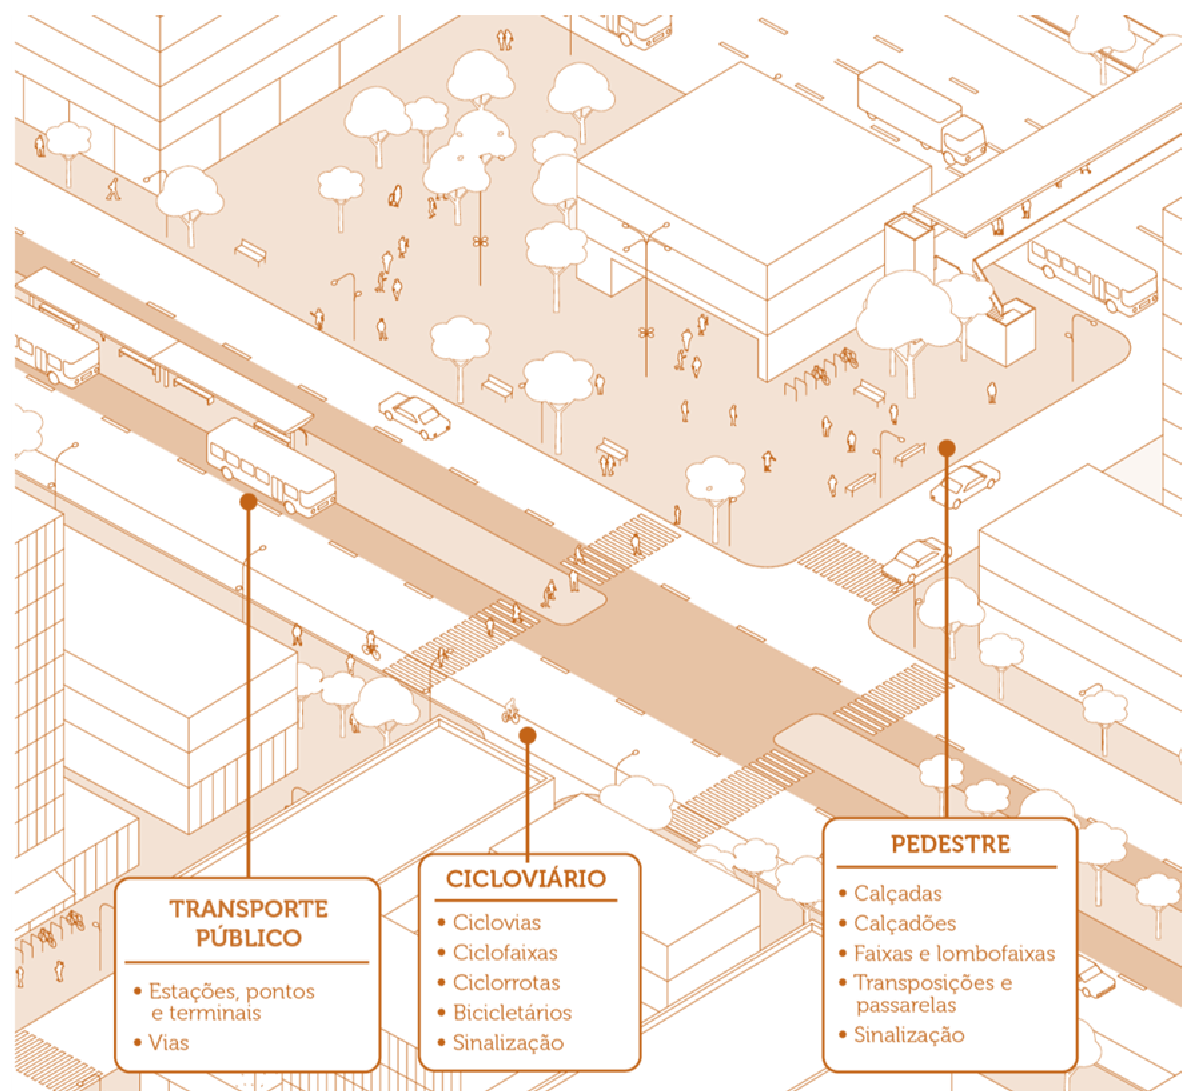 TRANSPORTE
PÚBLICO
• Estações, pontos
e terminais
• Vias
CICLOVIÁRIO
• Ciclovias
• Ciclofaixas
• Ciclorrotas
• Bicicletários
• Sinalização
PEDESTRE
• Calçadas
• Calçadões
• Faixas e lombofaixas
• Transposições e
passarelas
• Sinalização